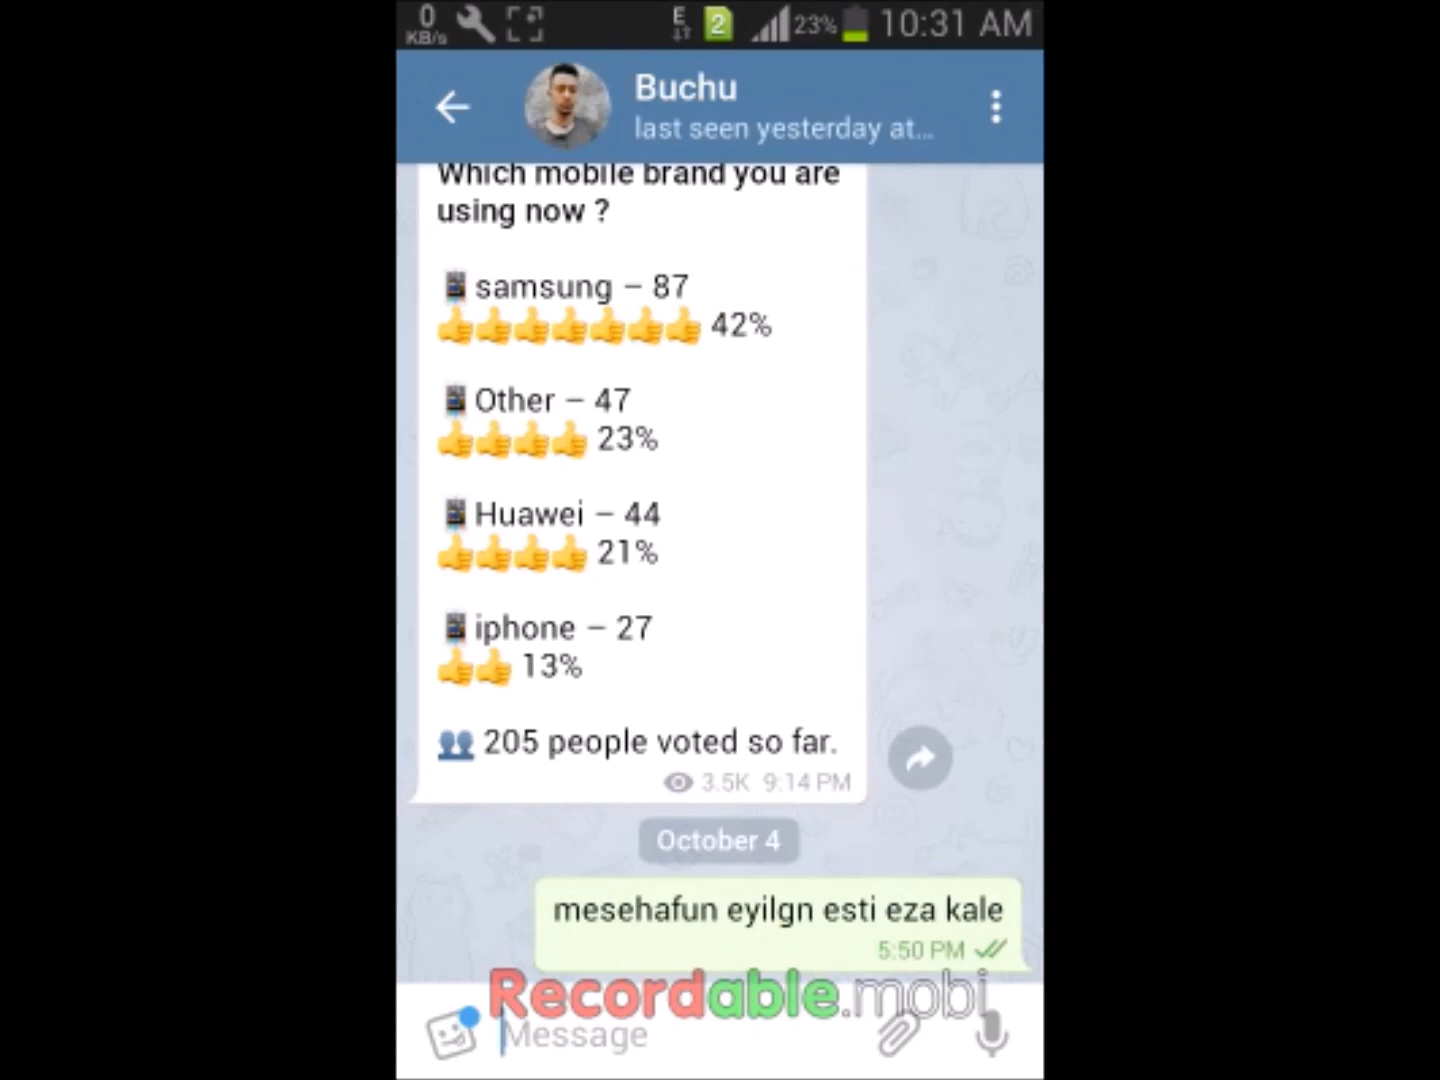 0
KB/s
E
2
23%
10:31 AM
Buchu
last seen yesterday at...
Which mobile brand you are
using now ?
samsung – 87
42%
Other – 47
23%
Huawei – 44
21%
iphone – 27
13%
205 people voted so far.
3.5K 9:14 PM
October 4
mesehafun eyilgn esti eza kale
5:50 PM
Recordable.mobi
Message